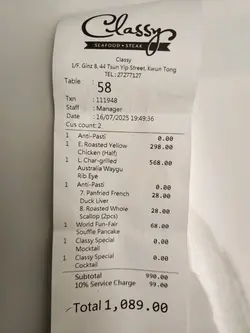 Classy
SEAFOOD • STEAK
Classy
1/F. Ginz 8, 44 Tsun Yip Street, Kwun Tong
TEL: 27277127
Table : 58
Txn : 111948
Staff : Manager
Date : 16/07/2025 19:49:36
Cus count: 2
1 Anti-Pasti 0.00
1 E. Roasted Yellow 298.00
Chicken (Half)
1 L. Char-grilled 568.00
Australia Waygu
Rib Eye
1 Anti-Pasti 0.00
7. Panfried French 28.00
Duck Liver
8. Roasted Whole 28.00
Scallop (2pcs)
1 World Fun-Fair 68.00
Souffle Pancake
1 Classy Special 0.00
Mocktail
1 Classy Special 0.00
Cocktail
Subtotal 990.00
10% Service Charge 99.00
Total 1,089.00